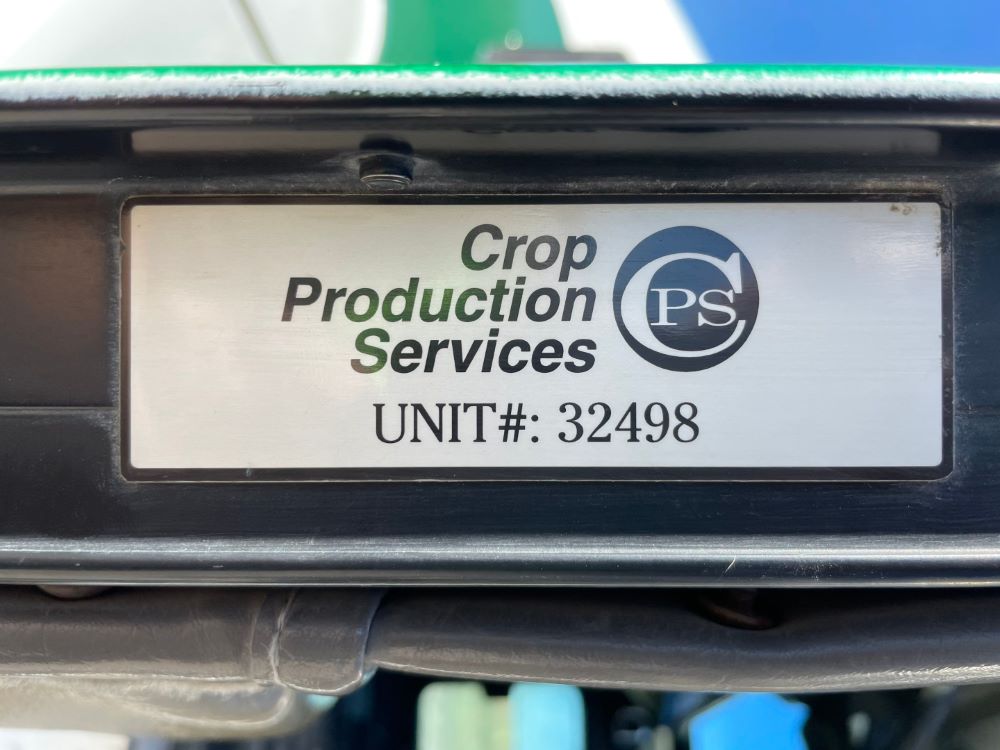 Crop
Production
Services
CPS
UNIT#: 32498